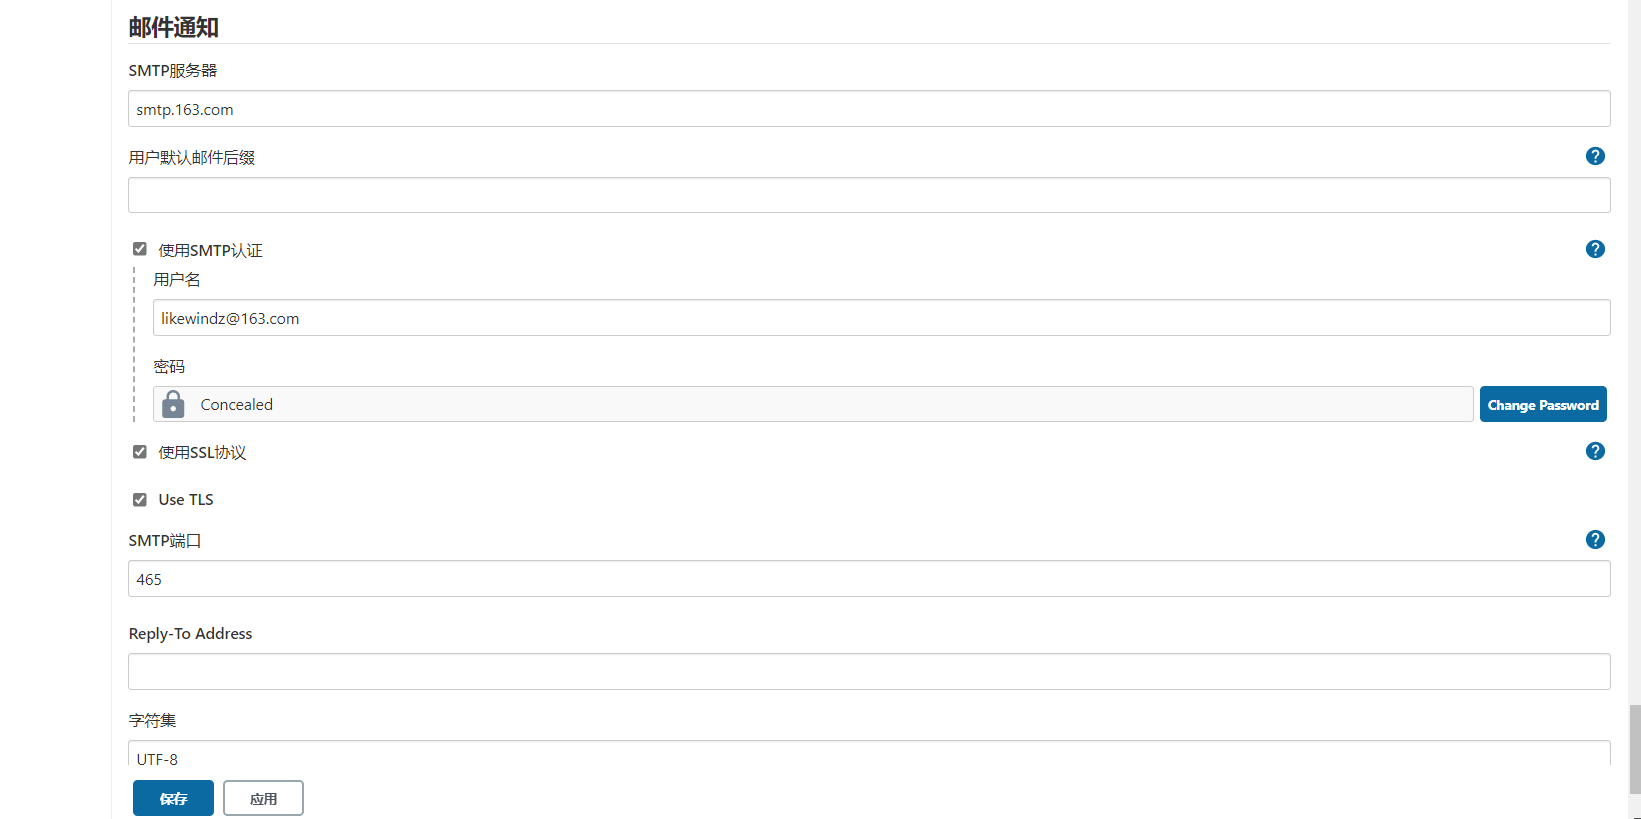 邮件通知
SMTP服务器
smtp.163.com
用户默认邮件后缀
?
使用SMTP认证
?
用户名
likewindz@163.com
密码
Concealed
Change Password
使用SSL协议
?
Use TLS
SMTP端口
?
465
Reply-To Address
字符集
UTF-8
保存
应用